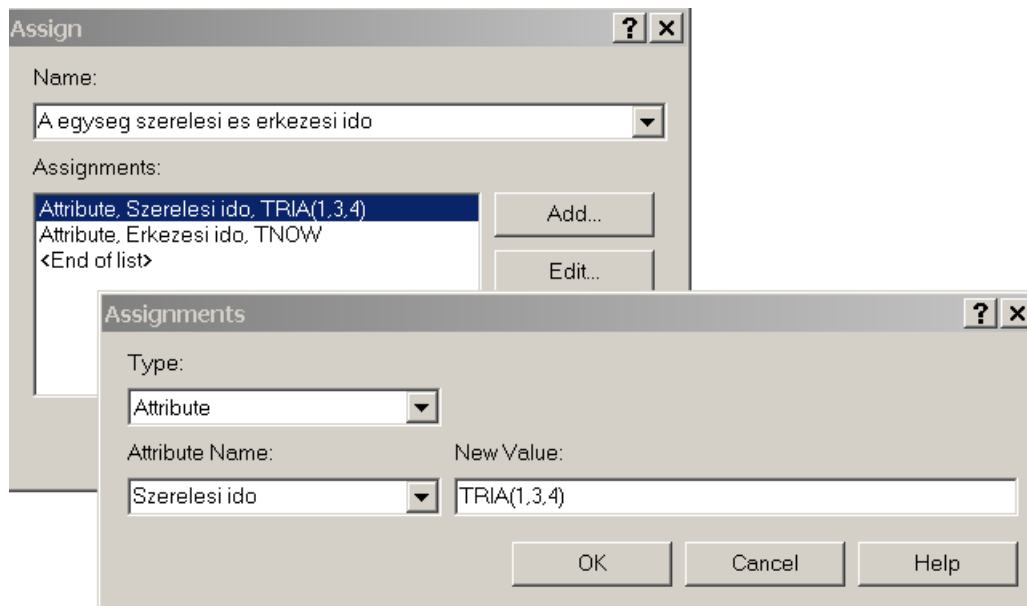 Assign
Name:
A egyseg szerelesi es erkezesi ido
Assignments:
Attribute, Szerelesi ido, TRIA(1,3,4)
Attribute, Erkezesi ido, TNOW
<End of list>
Add...
Edit...
Assignments
Type:
Attribute
Attribute Name:
New Value:
Szerelesi ido
TRIA(1,3,4)
OK
Cancel
Help